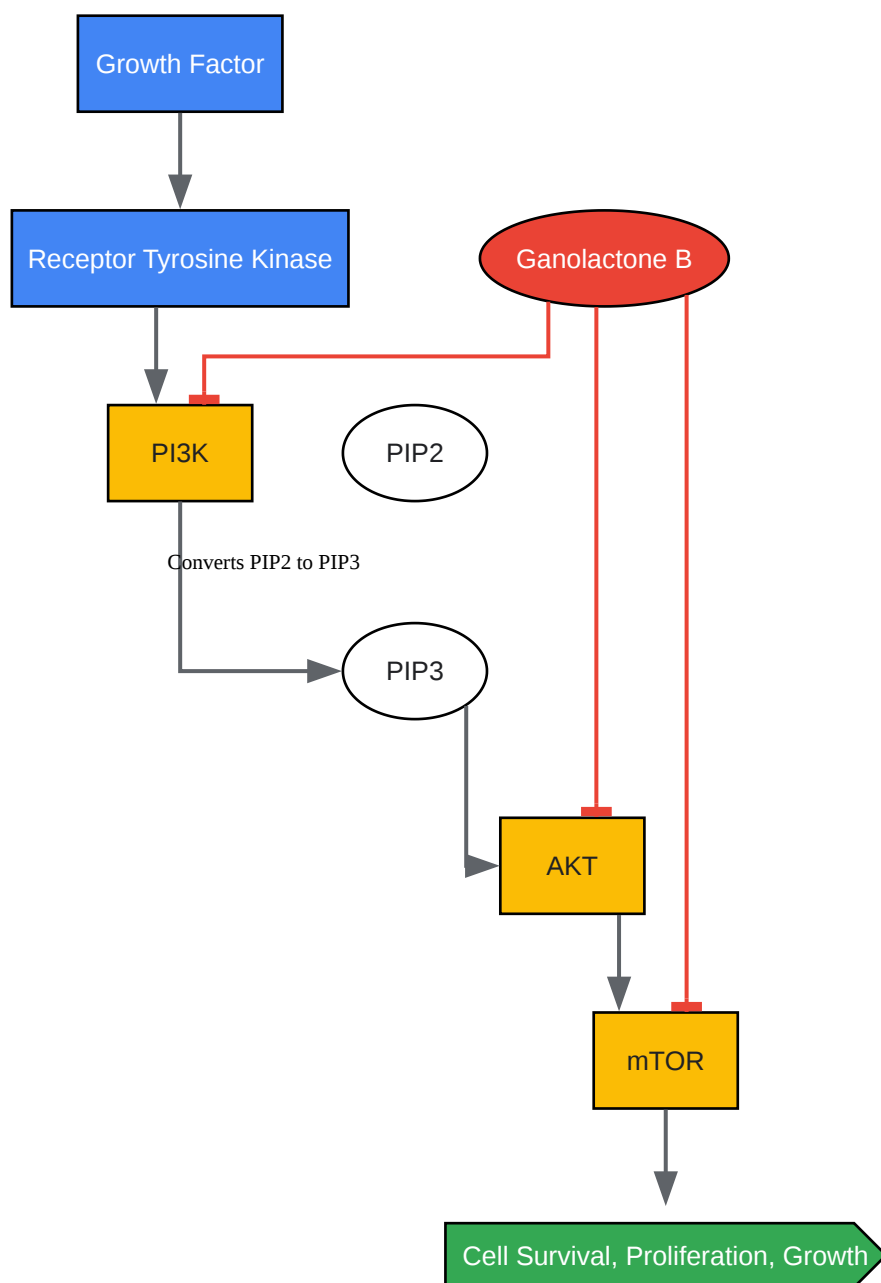 Growth Factor
Receptor Tyrosine Kinase
Ganolactone B
PI3K
PIP2
Converts PIP2 to PIP3
PIP3
AKT
mTOR
Cell Survival, Proliferation, Growth